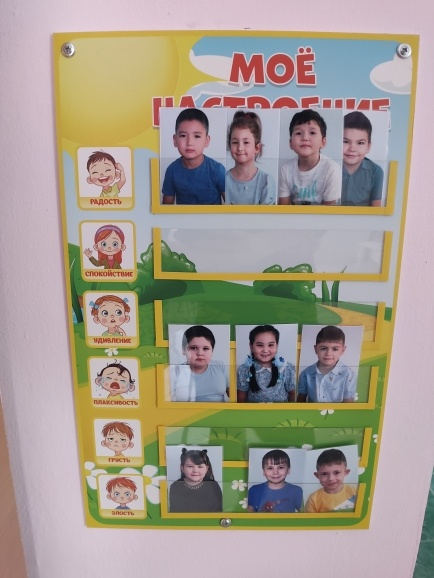 МОЁ
НАСТРОЕНИЕ
РАДОСТЬ
СПОКОЙСТВИЕ
УДИВЛЕНИЕ
ПЛАКСИВОСТЬ
ГРУСТЬ
ЗЛОСТЬ